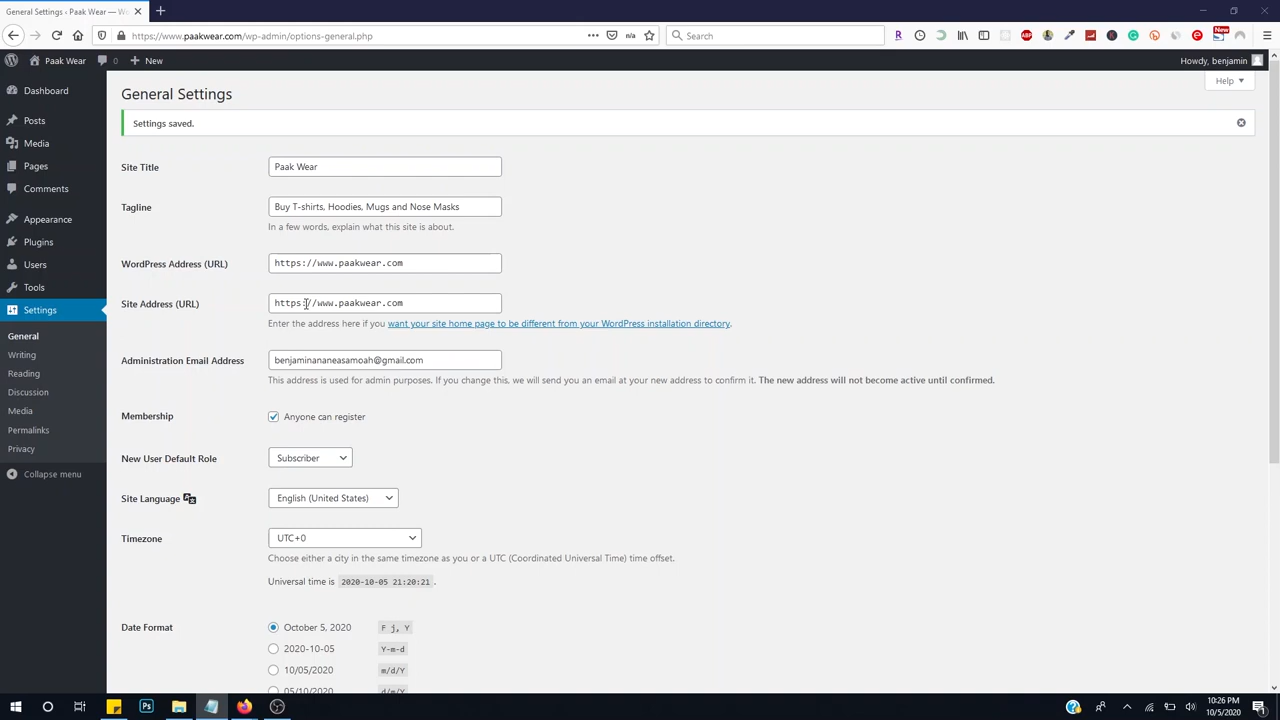 General Settings ‹ Paak Wear — W
https://www.paakwear.com/wp-admin/options-general.php
n/a
Search
ABP
New
Paak Wear
0
New
Howdy, benjamin
Dashboard
Posts
Media
Pages
Comments
Appearance
Plugins
Users
Tools
Settings
General
Writing
Reading
Discussion
Media
Permalinks
Privacy
Collapse menu
Help
General Settings
Settings saved.
Site Title
Paak Wear
Tagline
Buy T-shirts, Hoodies, Mugs and Nose Masks
In a few words, explain what this site is about.
WordPress Address (URL)
https://www.paakwear.com
Site Address (URL)
https://www.paakwear.com
Enter the address here if you want your site home page to be different from your WordPress installation directory.
Administration Email Address
benjaminananeasamoah@gmail.com
This address is used for admin purposes. If you change this, we will send you an email at your new address to confirm it. The new address will not become active until confirmed.
Membership
Anyone can register
New User Default Role
Subscriber
Site Language
English (United States)
Timezone
UTC+0
Choose either a city in the same timezone as you or a UTC (Coordinated Universal Time) time offset.
Universal time is 2020-10-05 21:20:21 .
Date Format
October 5, 2020
F j, Y
2020-10-05
Y-m-d
10/05/2020
m/d/Y
05/10/2020
d/m/Y
Ps
10:26 PM
10/5/2020